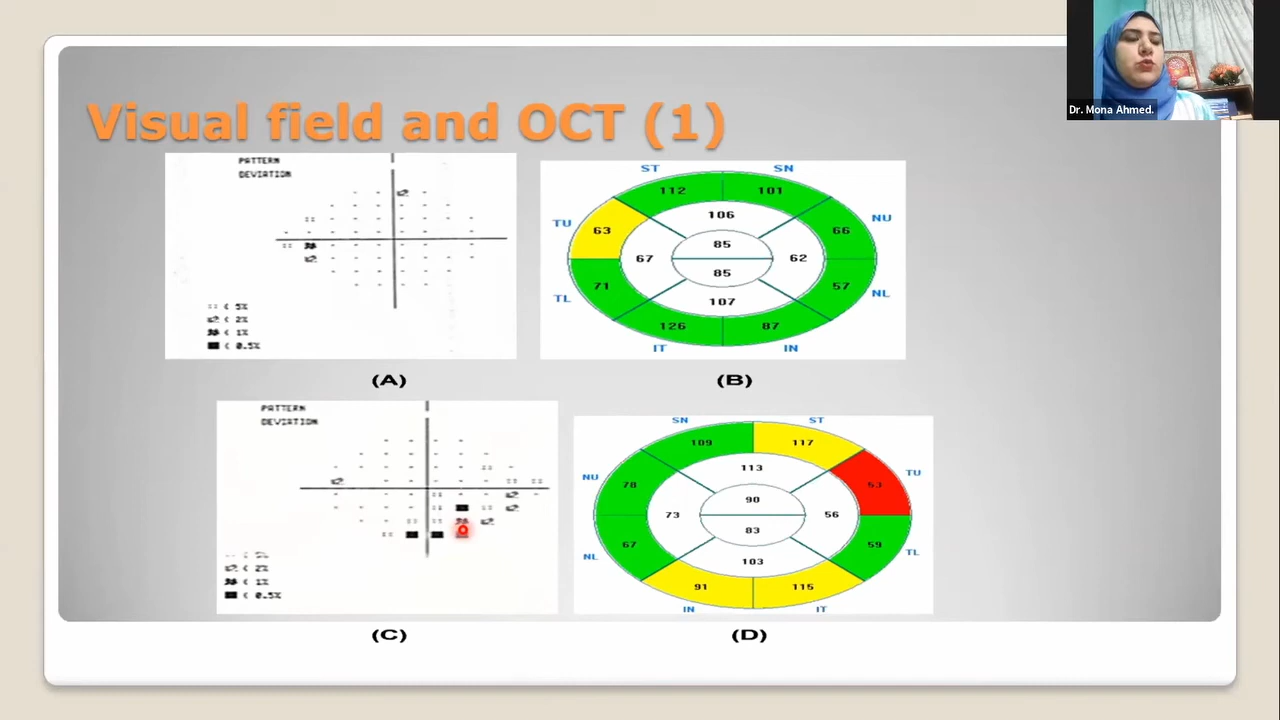 Dr. Mona Ahmed.
Visual field and OCT (1)
PATTERN
DEVIATION
:: < 5%
< 2%
< 1%
< 0.5%
ST
SN
TU
NU
TL
NL
IT
IN
112
101
63
66
71
57
126
87
106
67
62
107
85
85
(A)
(B)
PATTERN
DEVIATION
< 5%
< 2%
< 1%
< 0.5%
SN
ST
NU
TU
NL
TL
IN
IT
109
117
78
53
67
59
91
115
113
73
56
103
90
83
(C)
(D)